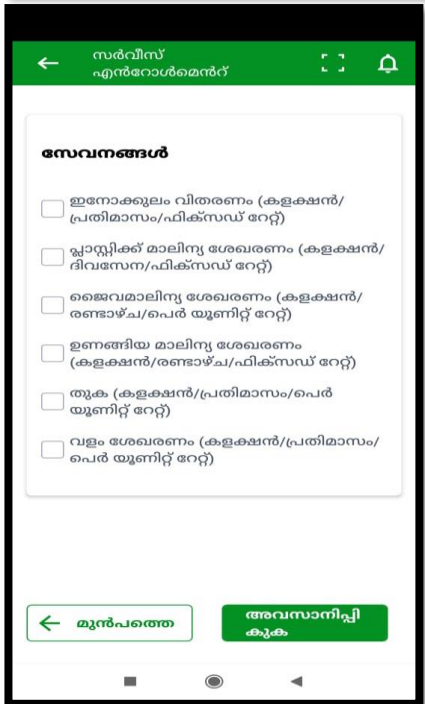 സർവീസ്
എൻറോൾമെൻറ്
സേവനങ്ങൾ
ഇനോക്കുലം വിതരണം (കളക്ഷൻ/
പ്രതിമാസം/ഫിക്സഡ് റേറ്റ്)
പ്ലാസ്റ്റിക്ക് മാലിന്യ ശേഖരണം (കളക്ഷൻ/
ദിവസേന/ഫിക്സഡ് റേറ്റ്)
ജൈവമാലിന്യ ശേഖരണം (കളക്ഷൻ/
രണ്ടാഴ്ച/പെർ യൂണിറ്റ് റേറ്റ്)
ഉണങ്ങിയ മാലിന്യ ശേഖരണം
(കളക്ഷൻ/രണ്ടാഴ്ച/ഫിക്സഡ് റേറ്റ്)
തുക (കളക്ഷൻ/പ്രതിമാസം/പെർ
യൂണിറ്റ് റേറ്റ്)
വളം ശേഖരണം (കളക്ഷൻ/പ്രതിമാസം/
പെർ യൂണിറ്റ് റേറ്റ്)
മുൻപത്തെ
അവസാനിപ്പി
കുക